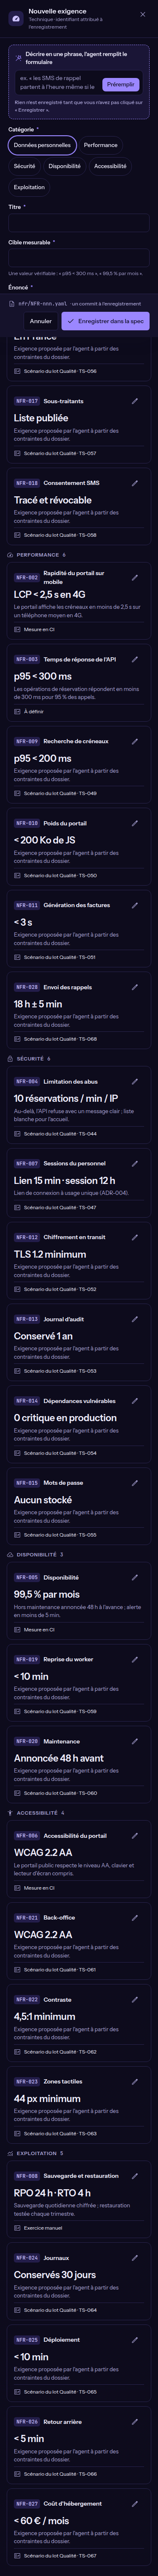 Nouvelle exigence
Technique · identifiant attribué à
l'enregistrement
Décrire en une phrase, l'agent remplit le
formulaire
ex. « les SMS de rappel
partent à l'heure même si le
Préremplir
Rien n'est enregistré tant que vous n'avez pas cliqué sur
« Enregistrer ».
Catégorie *
Données personnelles
Performance
Sécurité
Disponibilité
Accessibilité
Exploitation
Titre *
Cible mesurable *
Une valeur vérifiable : « p95 < 300 ms », « 99,5 % par mois ».
nfr/NFR-nnn.yaml · un commit à l'enregistrement
Énoncé *
Annuler
Enregistrer dans la spec
Exigence proposée par l'agent à partir des
contraintes du dossier.
Scénario du lot Qualité · TS-056
NFR-017 Sous-traitants
Liste publiée
Exigence proposée par l'agent à partir des
contraintes du dossier.
Scénario du lot Qualité · TS-057
NFR-018 Consentement SMS
Tracé et révocable
Exigence proposée par l'agent à partir des
contraintes du dossier.
Scénario du lot Qualité · TS-058
PERFORMANCE 6
NFR-002 Rapidité du portail sur
mobile
LCP < 2,5 s en 4G
Le portail affiche les créneaux en moins de 2,5 s sur
un téléphone moyen en 4G.
Mesure en CI
NFR-003 Temps de réponse de l'API
p95 < 300 ms
Les opérations de réservation répondent en moins
de 300 ms pour 95 % des appels.
À définir
NFR-009 Recherche de créneaux
p95 < 200 ms
Exigence proposée par l'agent à partir des
contraintes du dossier.
Scénario du lot Qualité · TS-049
NFR-010 Poids du portail
< 200 Ko de JS
Exigence proposée par l'agent à partir des
contraintes du dossier.
Scénario du lot Qualité · TS-050
NFR-011 Génération des factures
< 3 s
Exigence proposée par l'agent à partir des
contraintes du dossier.
Scénario du lot Qualité · TS-051
NFR-028 Envoi des rappels
18 h ± 5 min
Exigence proposée par l'agent à partir des
contraintes du dossier.
Scénario du lot Qualité · TS-068
SÉCURITÉ 6
NFR-004 Limitation des abus
10 réservations / min / IP
Au-delà, l'API refuse avec un message clair ; liste
blanche pour l'accueil.
Scénario du lot Qualité · TS-044
NFR-007 Sessions du personnel
Lien 15 min · session 12 h
Lien de connexion à usage unique (ADR-004).
Scénario du lot Qualité · TS-047
NFR-012 Chiffrement en transit
TLS 1.2 minimum
Exigence proposée par l'agent à partir des
contraintes du dossier.
Scénario du lot Qualité · TS-052
NFR-013 Journal d'audit
Conservé 1 an
Exigence proposée par l'agent à partir des
contraintes du dossier.
Scénario du lot Qualité · TS-053
NFR-014 Dépendances vulnérables
0 critique en production
Exigence proposée par l'agent à partir des
contraintes du dossier.
Scénario du lot Qualité · TS-054
NFR-015 Mots de passe
Aucun stocké
Exigence proposée par l'agent à partir des
contraintes du dossier.
Scénario du lot Qualité · TS-055
DISPONIBILITÉ 3
NFR-005 Disponibilité
99,5 % par mois
Hors maintenance annoncée 48 h à l'avance ; alerte
en moins de 5 min.
Mesure en CI
NFR-019 Reprise du worker
< 10 min
Exigence proposée par l'agent à partir des
contraintes du dossier.
Scénario du lot Qualité · TS-059
NFR-020 Maintenance
Annoncée 48 h avant
Exigence proposée par l'agent à partir des
contraintes du dossier.
Scénario du lot Qualité · TS-060
ACCESSIBILITÉ 4
NFR-006 Accessibilité du portail
WCAG 2.2 AA
Le portail public respecte le niveau AA, clavier et
lecteur d'écran compris.
Mesure en CI
NFR-021 Back-office
WCAG 2.2 AA
Exigence proposée par l'agent à partir des
contraintes du dossier.
Scénario du lot Qualité · TS-061
NFR-022 Contraste
4,5:1 minimum
Exigence proposée par l'agent à partir des
contraintes du dossier.
Scénario du lot Qualité · TS-062
NFR-023 Zones tactiles
44 px minimum
Exigence proposée par l'agent à partir des
contraintes du dossier.
Scénario du lot Qualité · TS-063
EXPLOITATION 5
NFR-008 Sauvegarde et restauration
RPO 24 h · RTO 4 h
Sauvegarde quotidienne chiffrée ; restauration
testée chaque trimestre.
Exercice manuel
NFR-024 Journaux
Conservés 30 jours
Exigence proposée par l'agent à partir des
contraintes du dossier.
Scénario du lot Qualité · TS-064
NFR-025 Déploiement
< 10 min
Exigence proposée par l'agent à partir des
contraintes du dossier.
Scénario du lot Qualité · TS-065
NFR-026 Retour arrière
< 5 min
Exigence proposée par l'agent à partir des
contraintes du dossier.
Scénario du lot Qualité · TS-066
NFR-027 Coût d'hébergement
< 60 € / mois
Exigence proposée par l'agent à partir des
contraintes du dossier.
Scénario du lot Qualité · TS-067